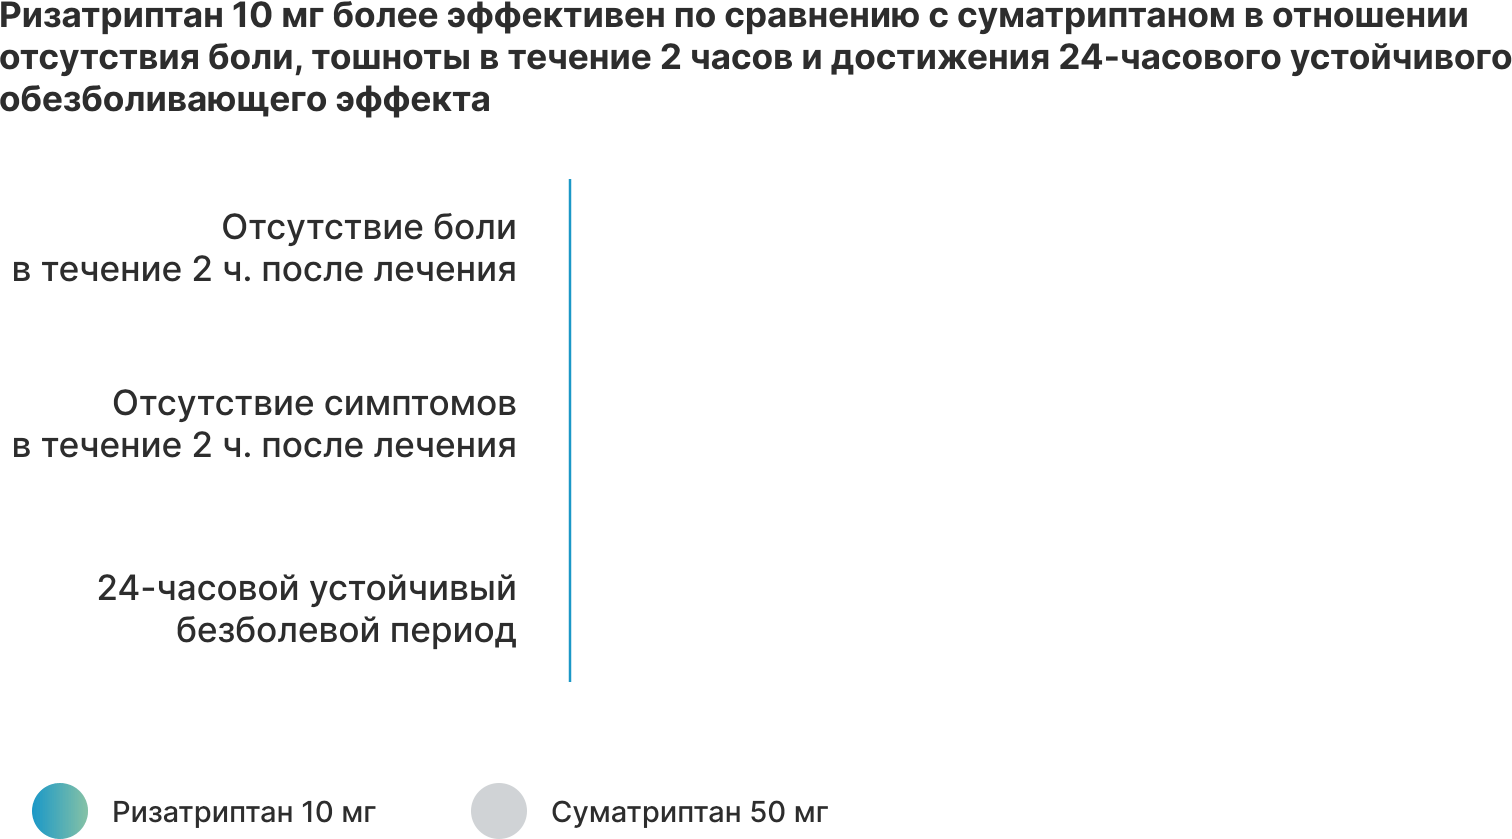 Ризатриптан 10 мг более эффективен по сравнению с суматриптаном в отношении
отсутствия боли, тошноты в течение 2 часов и достижения 24-часового устойчивого
обезболивающего эффекта
Отсутствие боли
в течение 2 ч. после лечения
Отсутствие симптомов
в течение 2 ч. после лечения
24-часовой устойчивый
безболевой период
Ризатриптан 10 мг
Суматриптан 50 мг